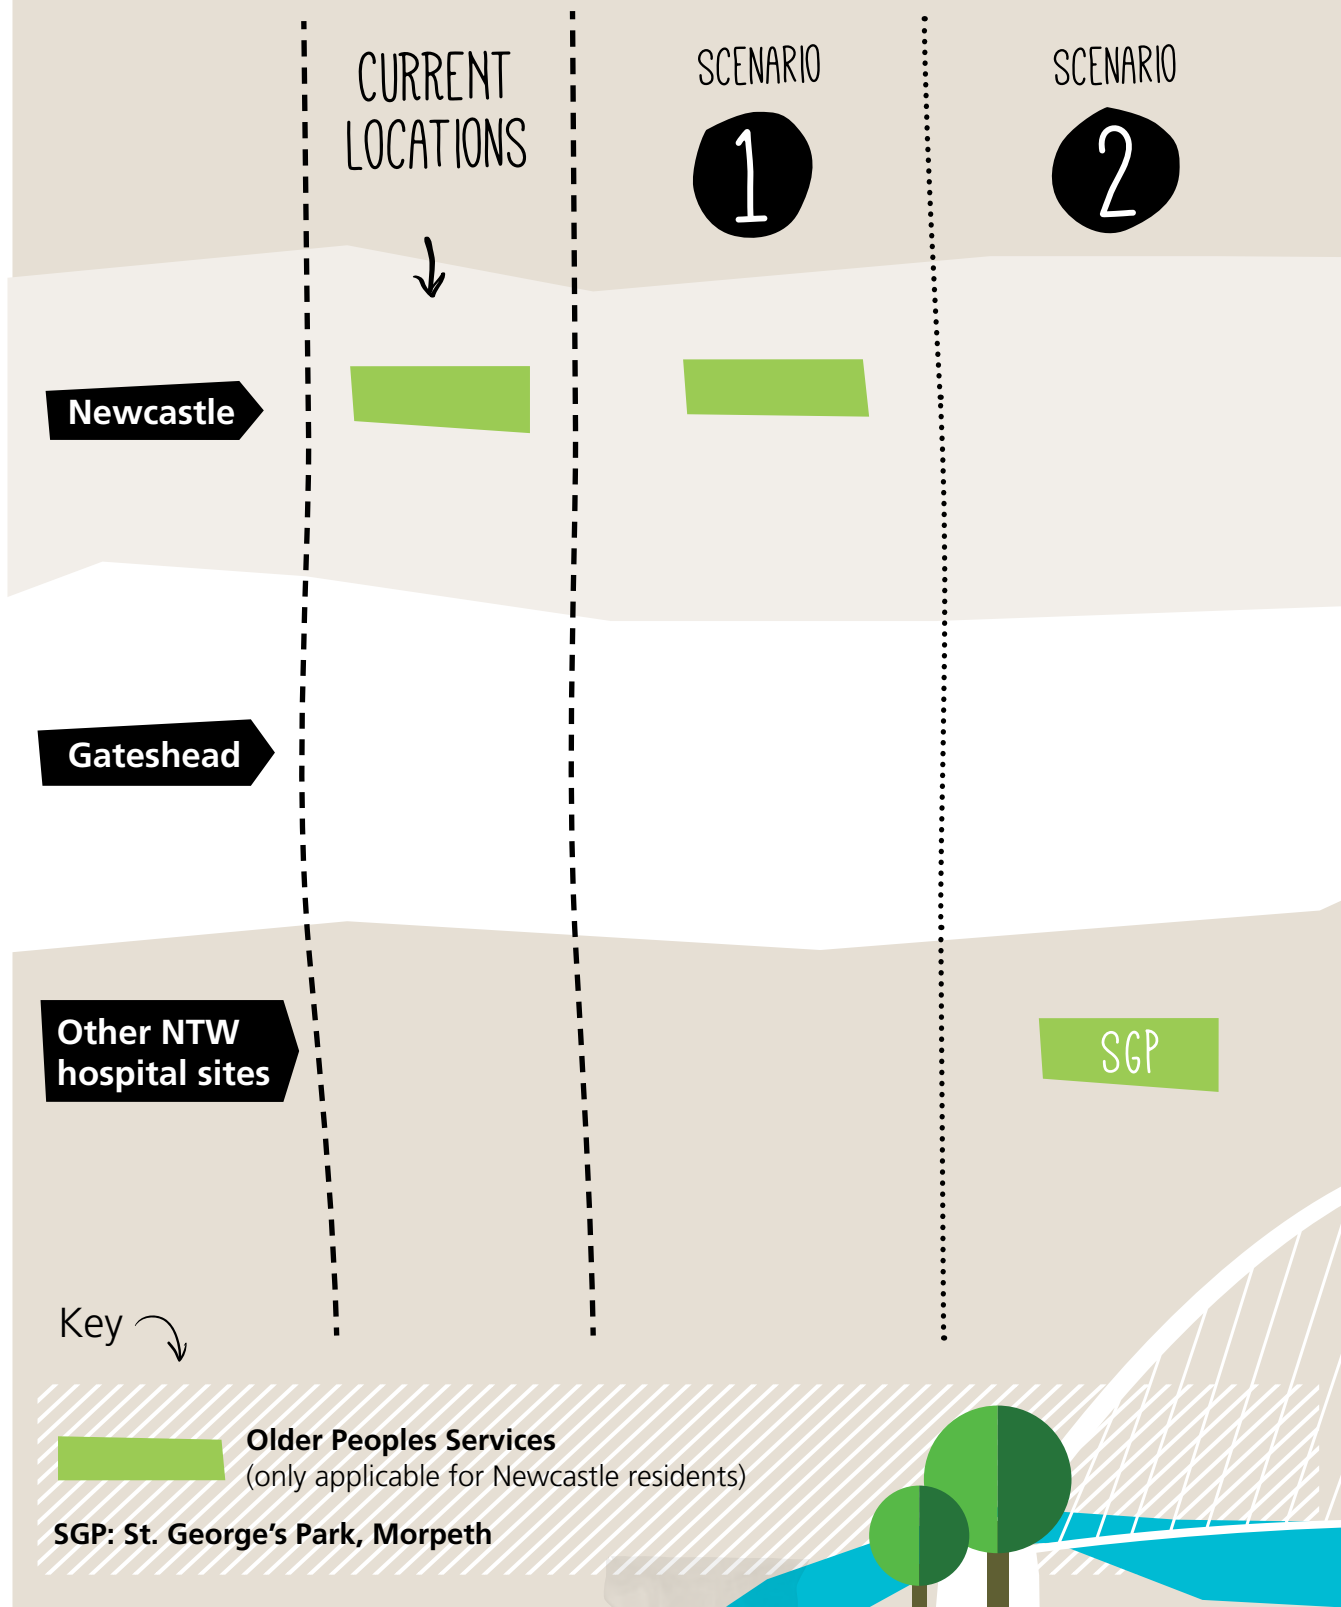 CURRENT
LOCATIONS
SCENARIO
1
SCENARIO
2
Newcastle
Gateshead
Other NTW
hospital sites
SGP
Key
Older Peoples Services
(only applicable for Newcastle residents)
SGP: St. George’s Park, Morpeth